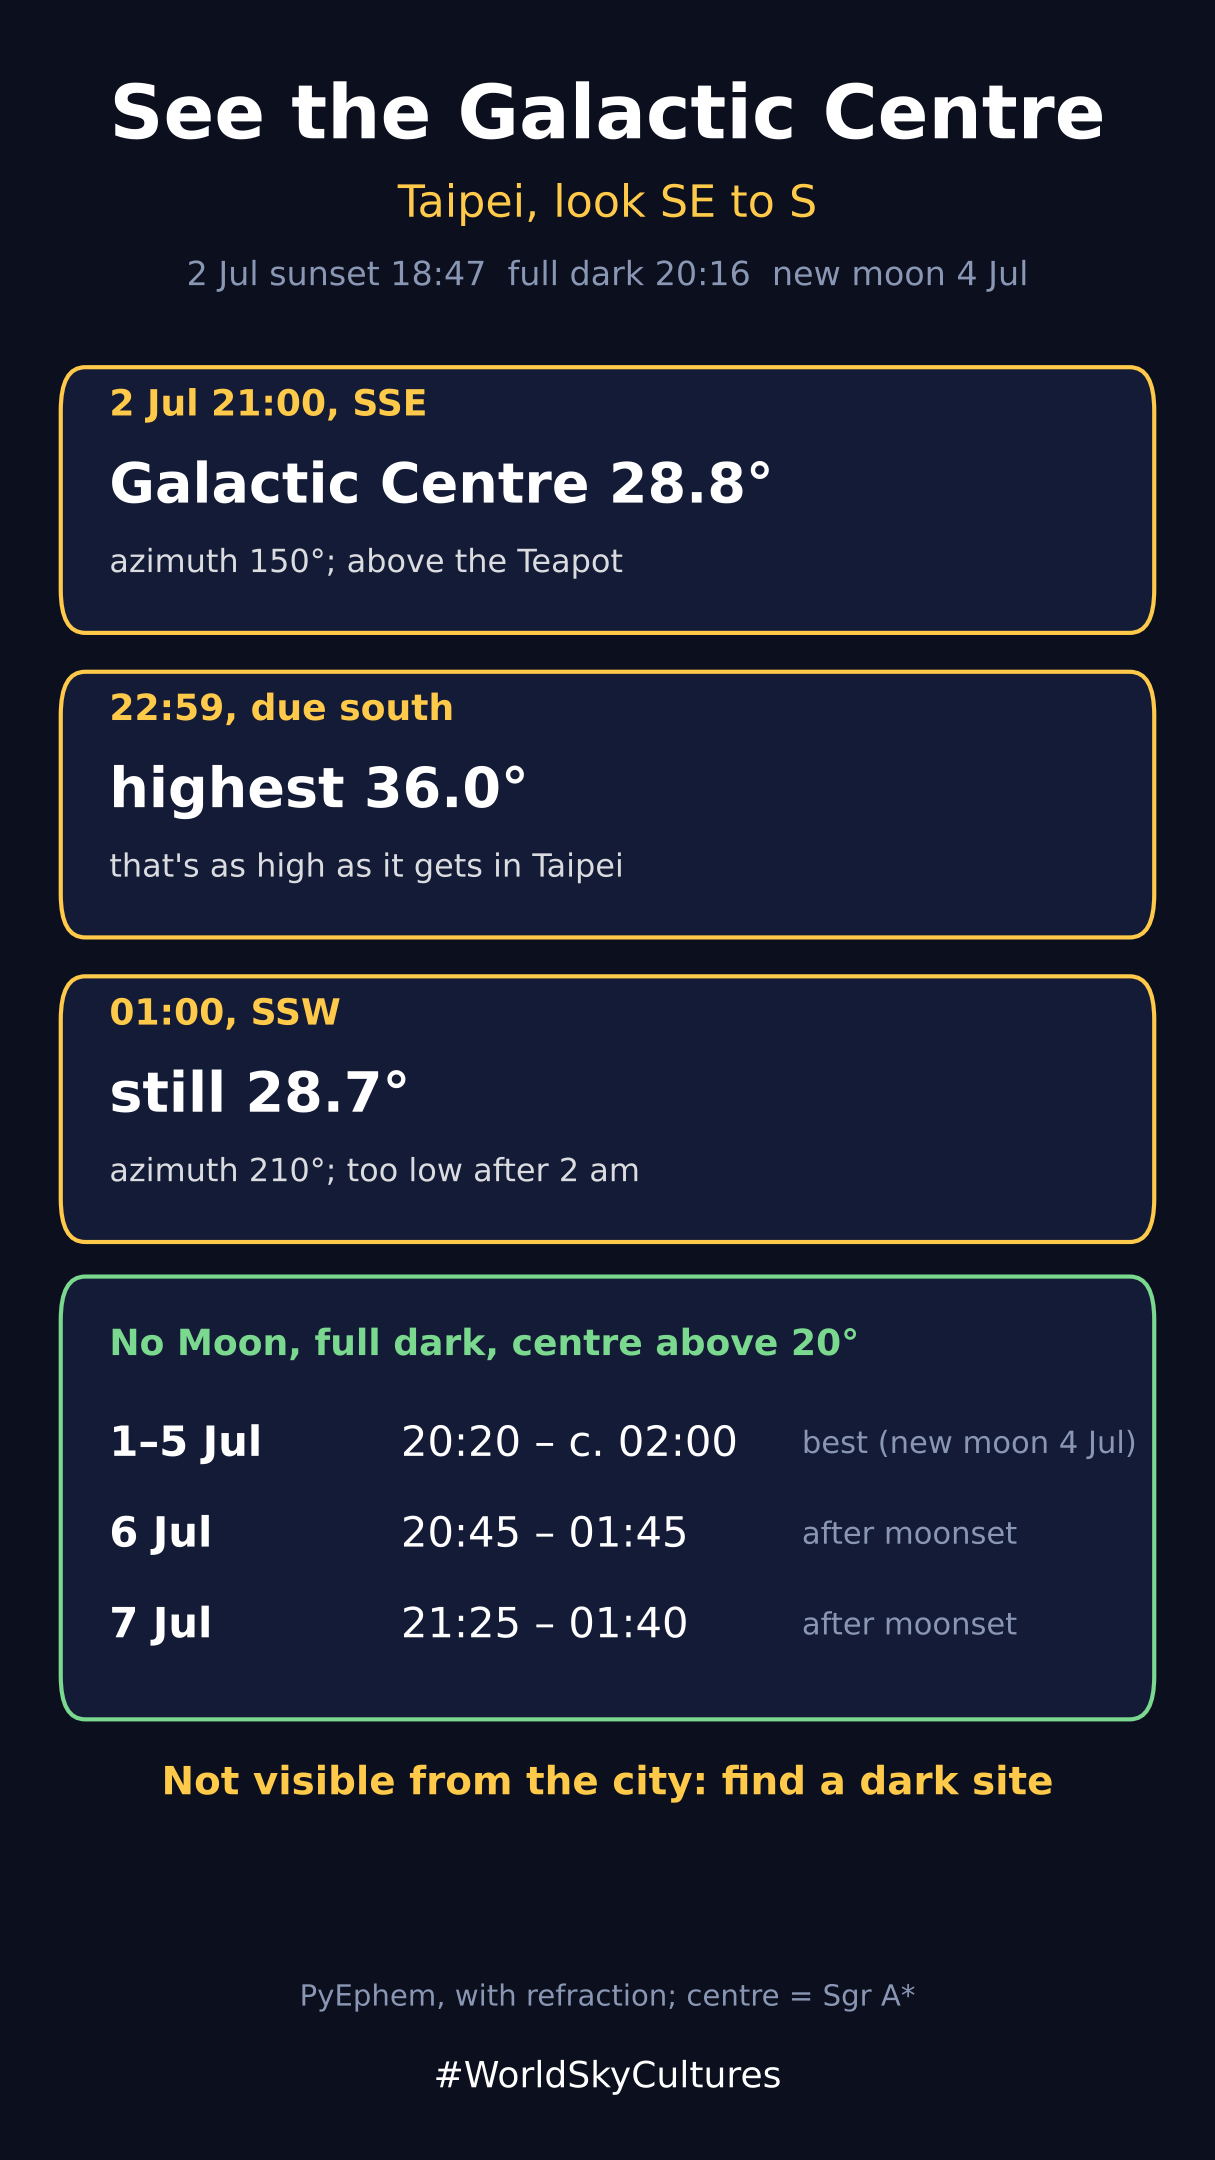 See the Galactic Centre
Taipei, look SE to S
2 Jul sunset 18:47  full dark 20:16  new moon 4 Jul
2 Jul 21:00, SSE
Galactic Centre 28.8°
azimuth 150°; above the Teapot
22:59, due south
highest 36.0°
that's as high as it gets in Taipei
01:00, SSW
still 28.7°
azimuth 210°; too low after 2 am
No Moon, full dark, centre above 20°
1–5 Jul 20:20 – c. 02:00 best (new moon 4 Jul)
6 Jul 20:45 – 01:45 after moonset
7 Jul 21:25 – 01:40 after moonset
Not visible from the city: find a dark site
PyEphem, with refraction; centre = Sgr A*
#WorldSkyCultures